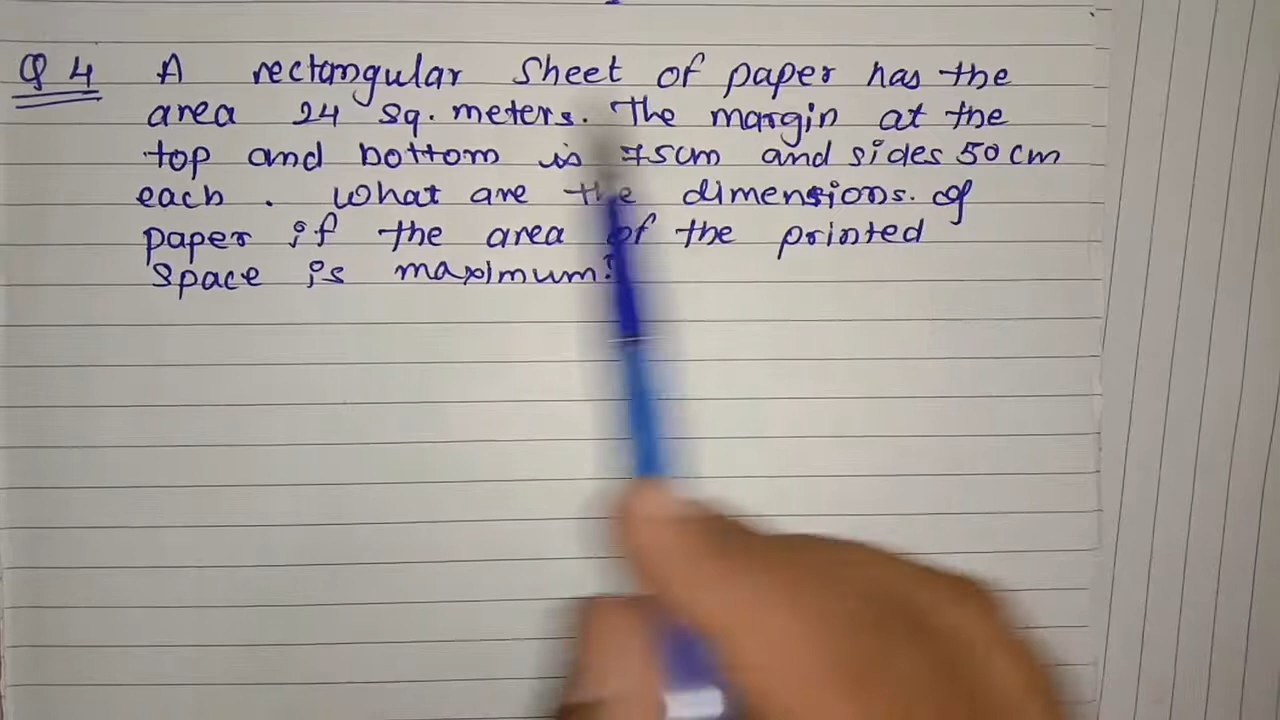 Q 4 A rectangular Sheet of paper has the
area 24 sq. meters. The margin at the
top and bottom is 75cm and sides 50cm
each. What are the dimensions. of
paper if the area of the printed
space is maximum?